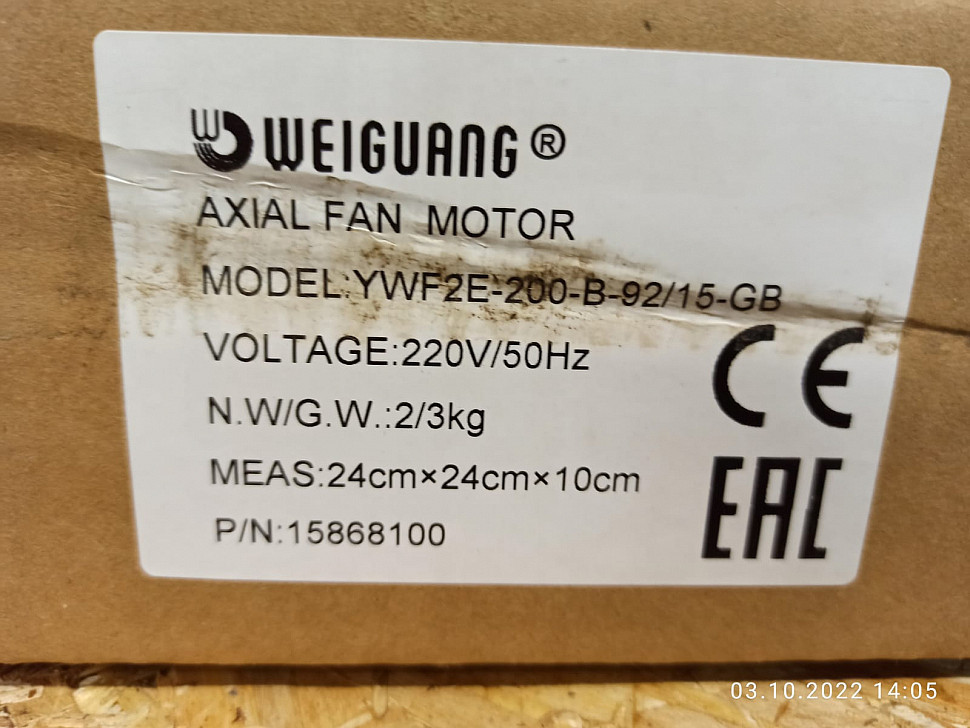 WEIGUANG®
AXIAL FAN MOTOR
MODEL:YWF2E-200-B-92/15-GB
VOLTAGE:220V/50Hz
N.W/G.W.:2/3kg
MEAS:24cm×24cm×10cm
P/N:15868100
CE
EAC
03.10.2022 14:05